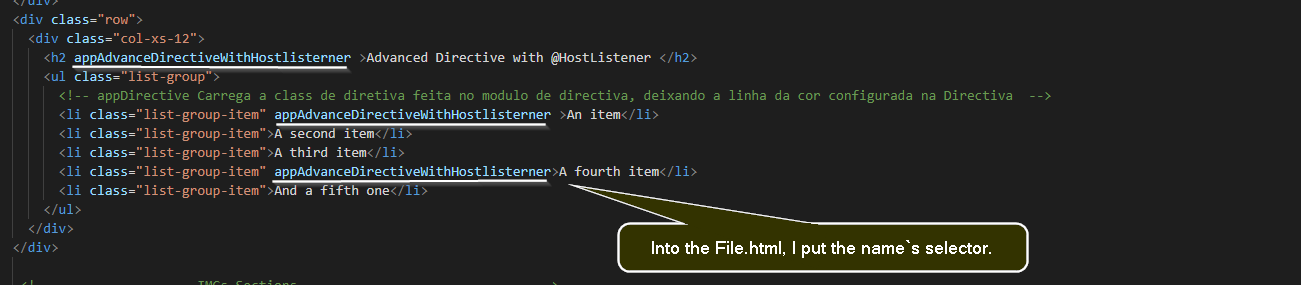 </div>
<div class="row">
<div class="col-xs-12">
<h2 appAdvanceDirectiveWithHostlisterner >Advanced Directive with @HostListener </h2>
<ul class="list-group">
<!-- appDirective Carrega a class de diretiva feita no modulo de directiva, deixando a linha da cor configurada na Directiva  -->
<li class="list-group-item" appAdvanceDirectiveWithHostlisterner >An item</li>
<li class="list-group-item">A second item</li>
<li class="list-group-item">A third item</li>
<li class="list-group-item" appAdvanceDirectiveWithHostlisterner>A fourth item</li>
<li class="list-group-item">And a fifth one</li>
</ul>
</div>
</div>
Into the File.html, I put the name`s selector.
IMGs Sections